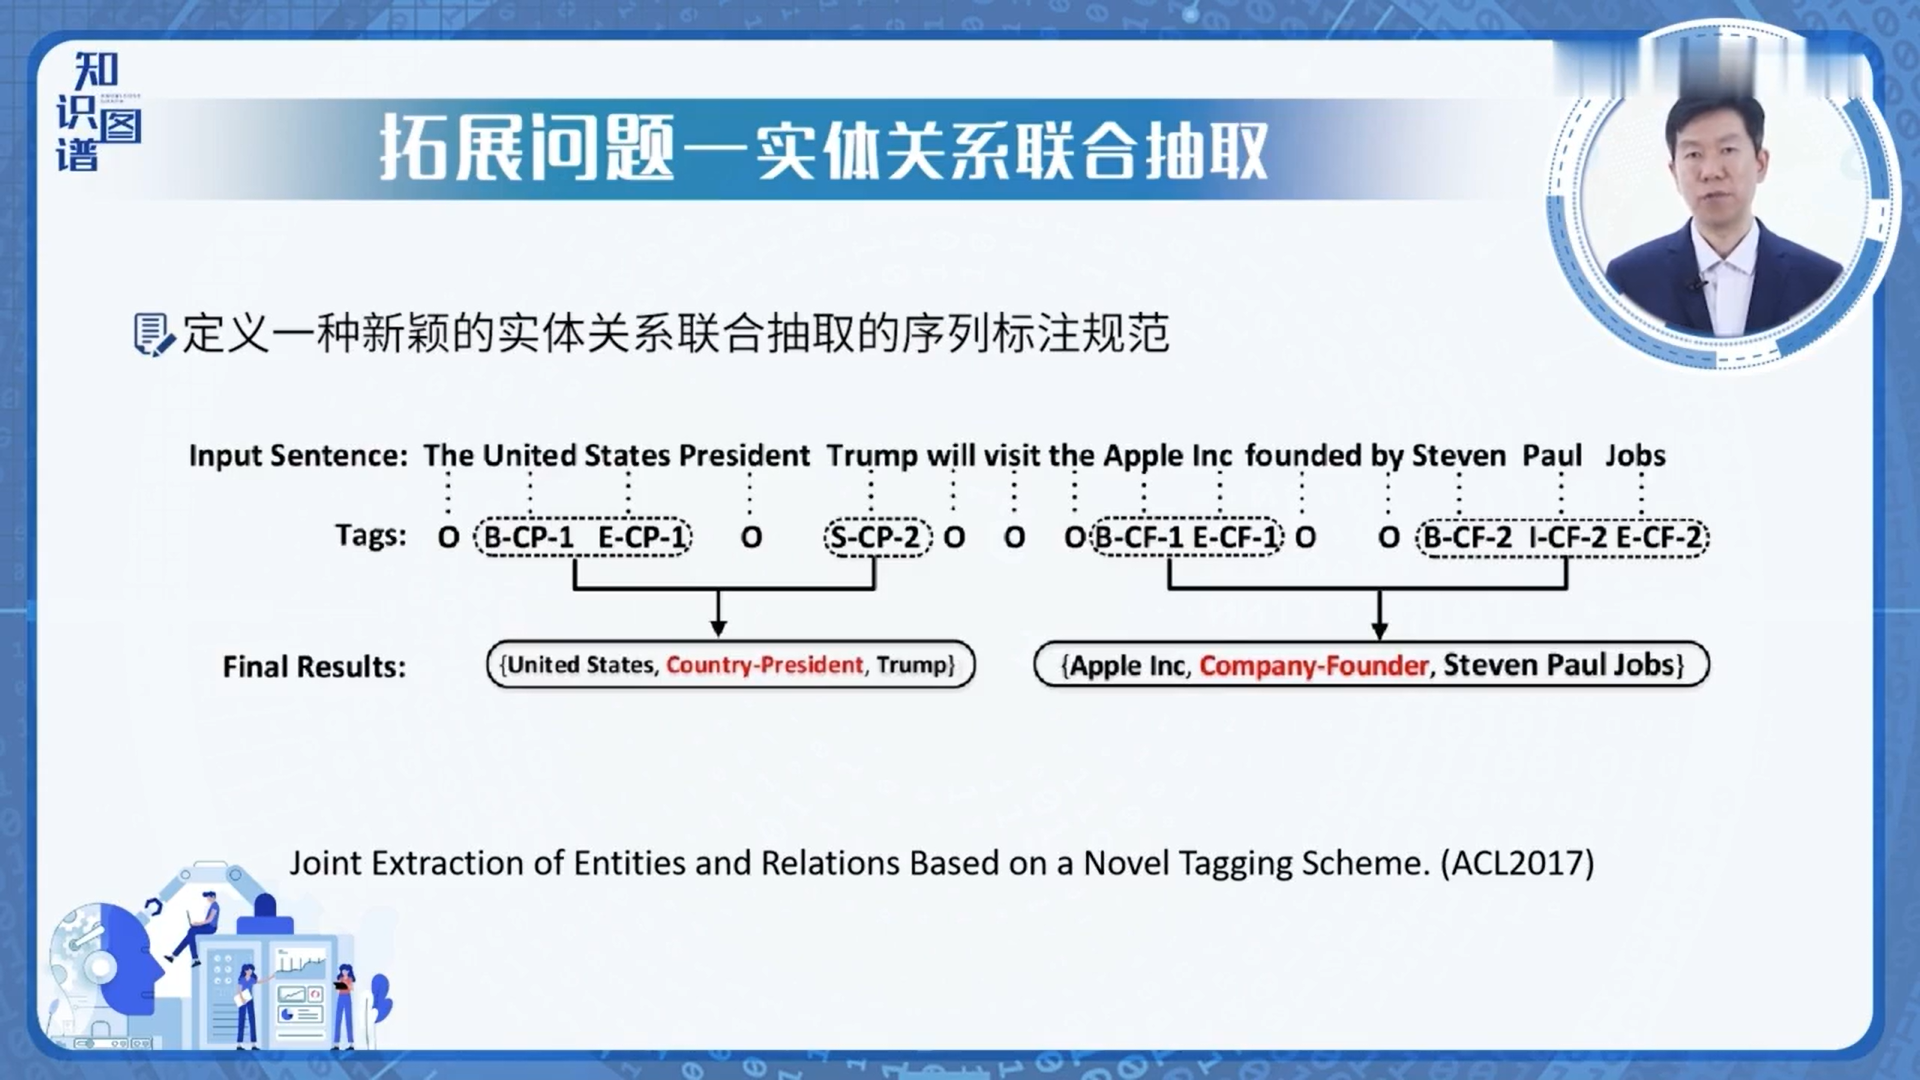 知
识图
谱
拓展问题—实体关系联合抽取
定义一种新颖的实体关系联合抽取的序列标注规范
Input Sentence: The United States President Trump will visit the Apple Inc founded by Steven Paul Jobs
Tags: O B-CP-1 E-CP-1 O S-CP-2 O O O B-CF-1 E-CF-1 O O B-CF-2 I-CF-2 E-CF-2
Final Results: {United States, Country-President, Trump} {Apple Inc, Company-Founder, Steven Paul Jobs}
Joint Extraction of Entities and Relations Based on a Novel Tagging Scheme. (ACL2017)